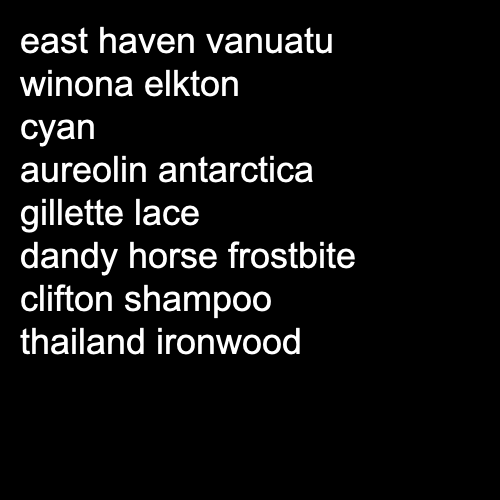 east haven vanuatu
winona elkton
cyan
aureolin antarctica
gillette lace
dandy horse frostbite
clifton shampoo
thailand ironwood